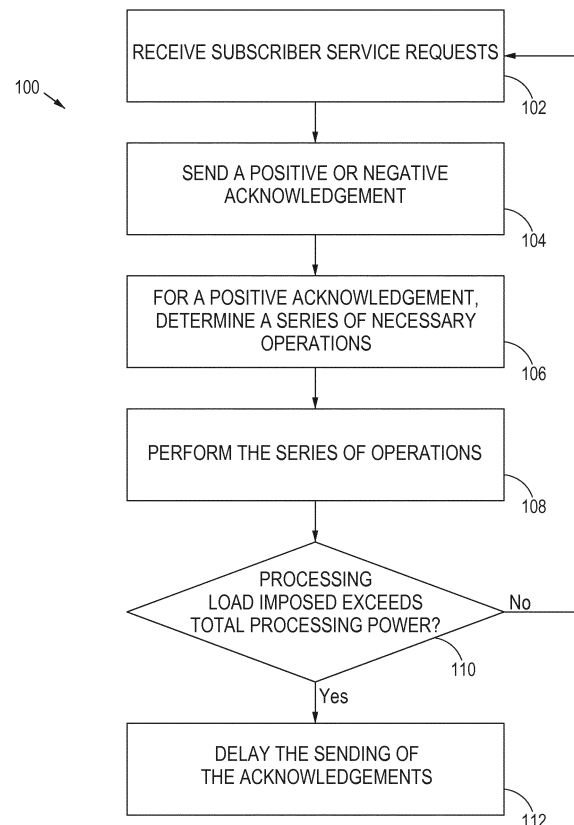 RECEIVE SUBSCRIBER SERVICE REQUESTS
100
102
SEND A POSITIVE OR NEGATIVE
ACKNOWLEDGEMENT
104
FOR A POSITIVE ACKNOWLEDGEMENT,
DETERMINE A SERIES OF NECESSARY
OPERATIONS
106
PERFORM THE SERIES OF OPERATIONS
108
PROCESSING
LOAD IMPOSED EXCEEDS
TOTAL PROCESSING POWER?
No
110
Yes
DELAY THE SENDING OF
THE ACKNOWLEDGEMENTS
112